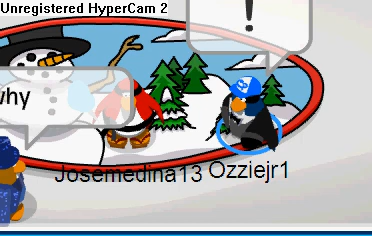 Unregistered HyperCam 2
!
why
Josemedina13
Ozziejr1